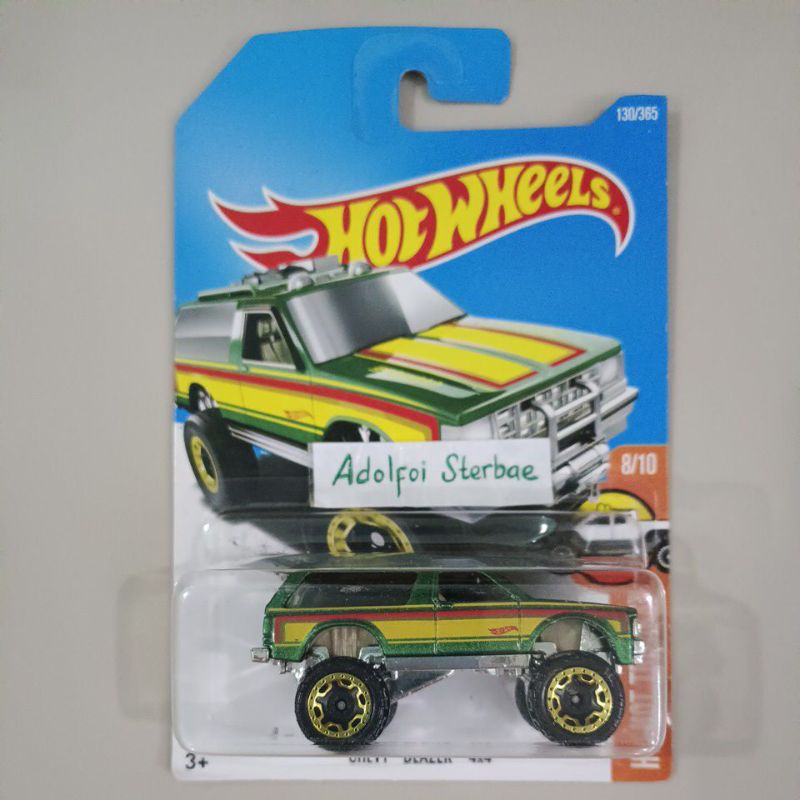 130/365
HOT WHEELS
Adolfoi Sterbae
8/10
3+
CHEVY BLAZER 4x4